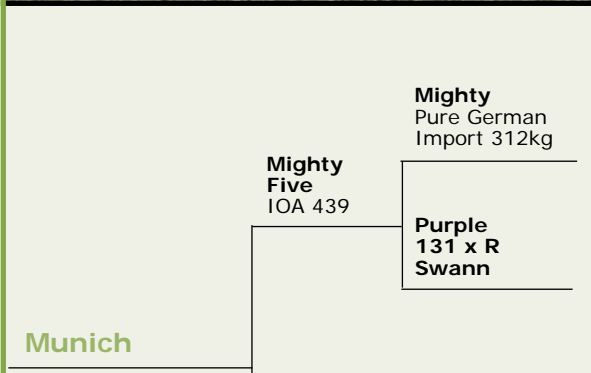 Mighty
Pure German
Import 312kg
Mighty
Five
IOA 439
Purple
131 x R
Swann
Munich